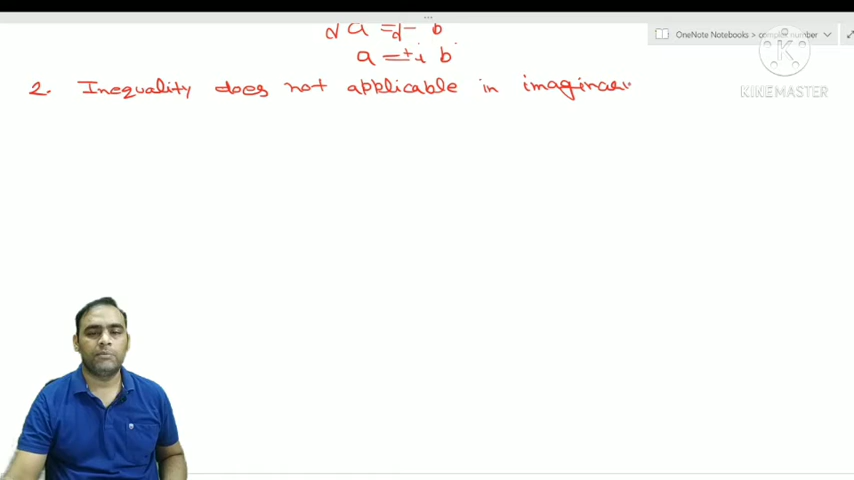 OneNote Notebooks > complex number
a = ±i b
KINEMASTER
2. Inequality does not applicable in imaginar